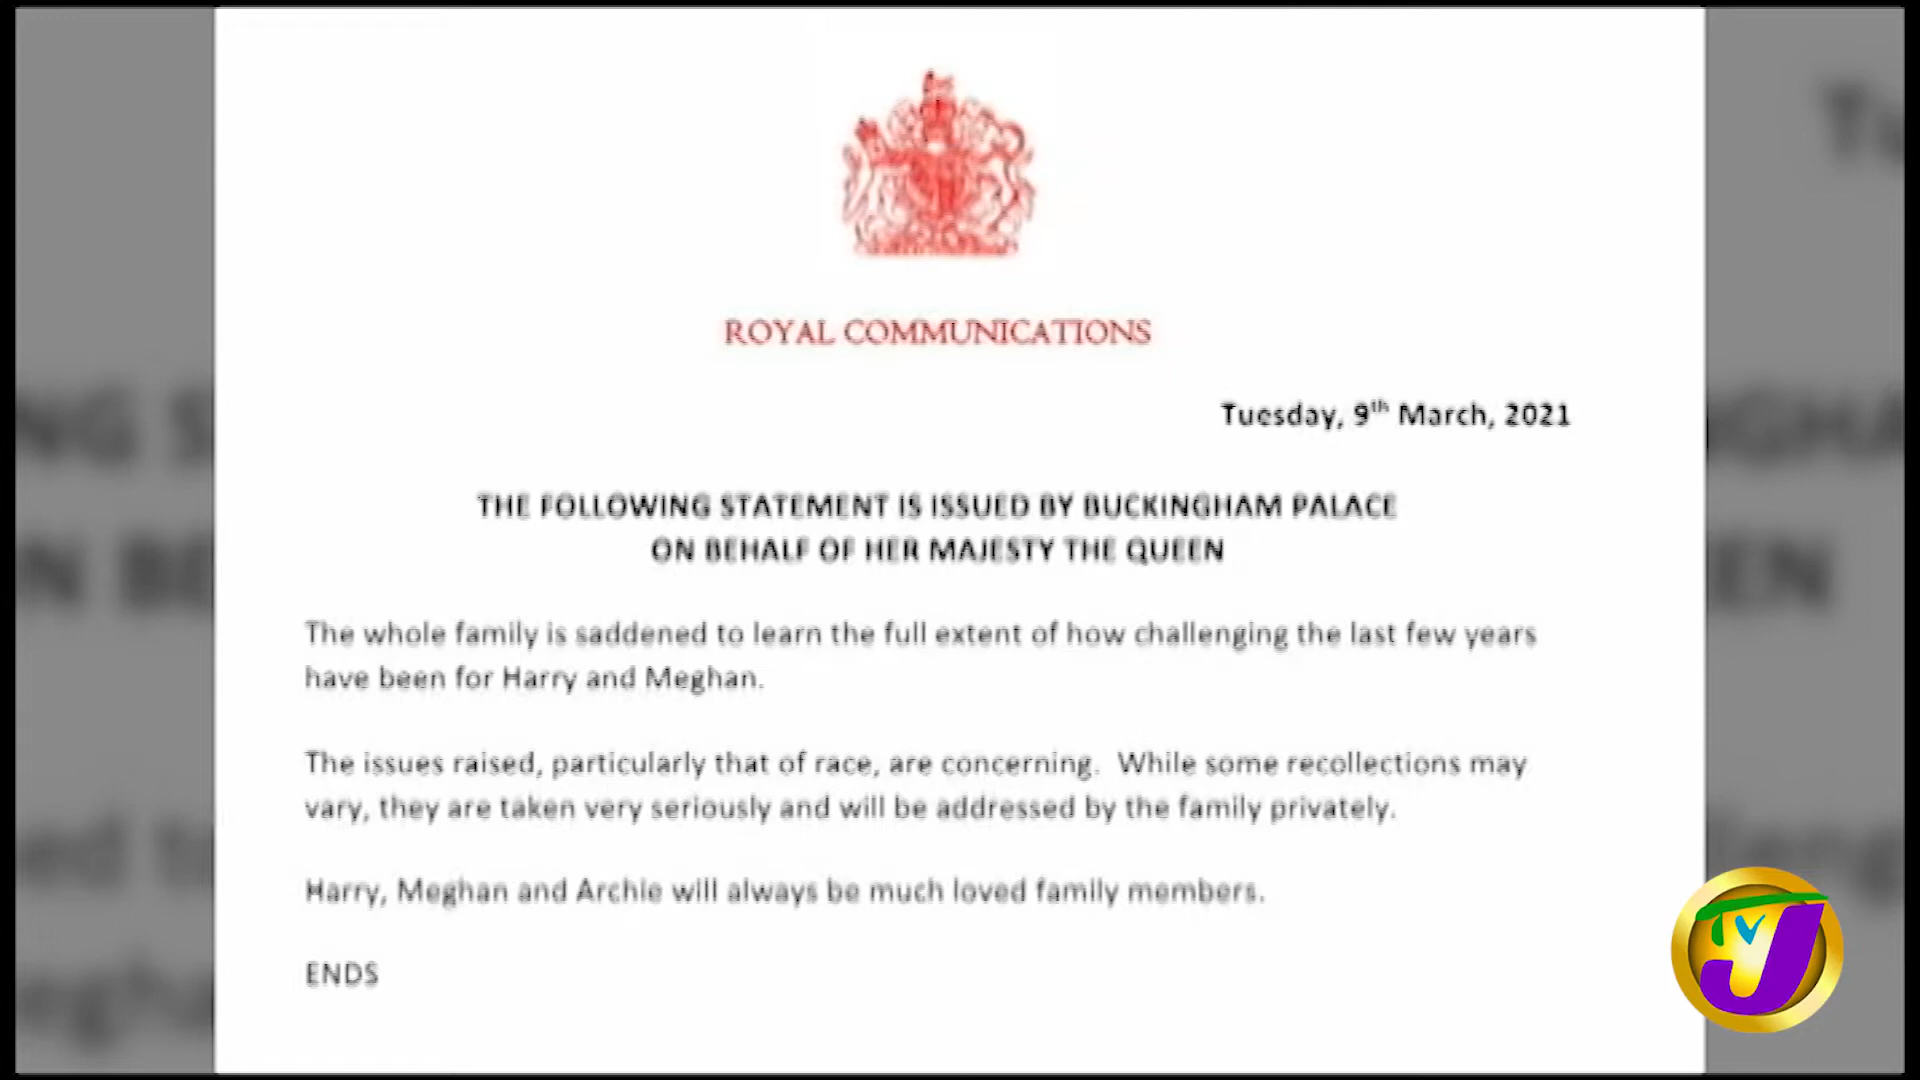 ROYAL COMMUNICATIONS
Tuesday, 9th March, 2021
THE FOLLOWING STATEMENT IS ISSUED BY BUCKINGHAM PALACE
ON BEHALF OF HER MAJESTY THE QUEEN
The whole family is saddened to learn the full extent of how challenging the last few years
have been for Harry and Meghan.
The issues raised, particularly that of race, are concerning. While some recollections may
vary, they are taken very seriously and will be addressed by the family privately.
Harry, Meghan and Archie will always be much loved family members.
ENDS
TVJ